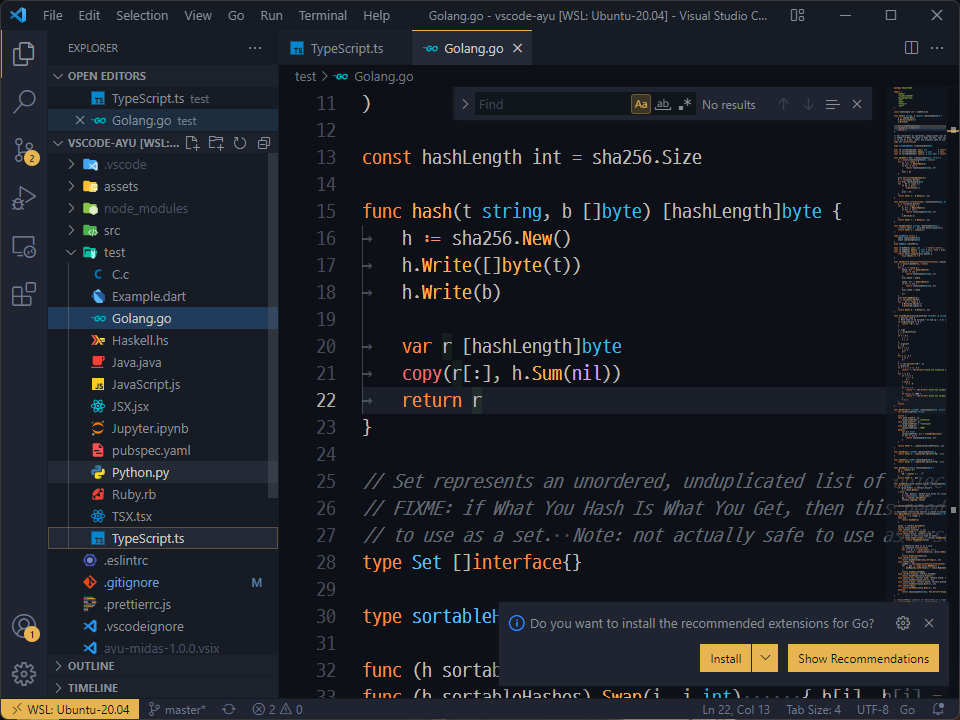 File Edit Selection View Go Run Terminal Help Golang.go - vscode-ayu [WSL: Ubuntu-20.04] - Visual Studio C...
EXPLORER
OPEN EDITORS
TypeScript.ts test
Golang.go test
VSCODE-AYU [WSL:...
.vscode
assets
node_modules
src
test
C.c
Example.dart
Golang.go
Haskell.hs
Java.java
JavaScript.js
JSX.jsx
Jupyter.ipynb
pubspec.yaml
Python.py
Ruby.rb
TSX.tsx
TypeScript.ts
.eslintrc
.gitignore M
.prettierrc.js
.vscodeignore
ayu-midas-1.0.0.vsix
OUTLINE
TIMELINE
2
1
TypeScript.ts Golang.go
test > Golang.go
Find Aa ab .* No results
11 )
12
13 const hashLength int = sha256.Size
14
15 func hash(t string, b []byte) [hashLength]byte {
16 → h := sha256.New()
17 → h.Write([]byte(t))
18 → h.Write(b)
19
20 → var r [hashLength]byte
21 → copy(r[:], h.Sum(nil))
22 → return r
23 }
24
25 // Set represents an unordered, unduplicated list of
26 // FIXME: if What You Hash Is What You Get, then this
27 // to use as a set.··Note: not actually safe to use
28 type Set []interface{}
29
30 type sortableH
31
32 func (h sortab
33 func (h sortableHashes) Swap(i, j int)······{ h[i], h[j] =
Do you want to install the recommended extensions for Go?
Install Show Recommendations
WSL: Ubuntu-20.04 master* 2 0 Ln 22, Col 13 Tab Size: 4 UTF-8 Go